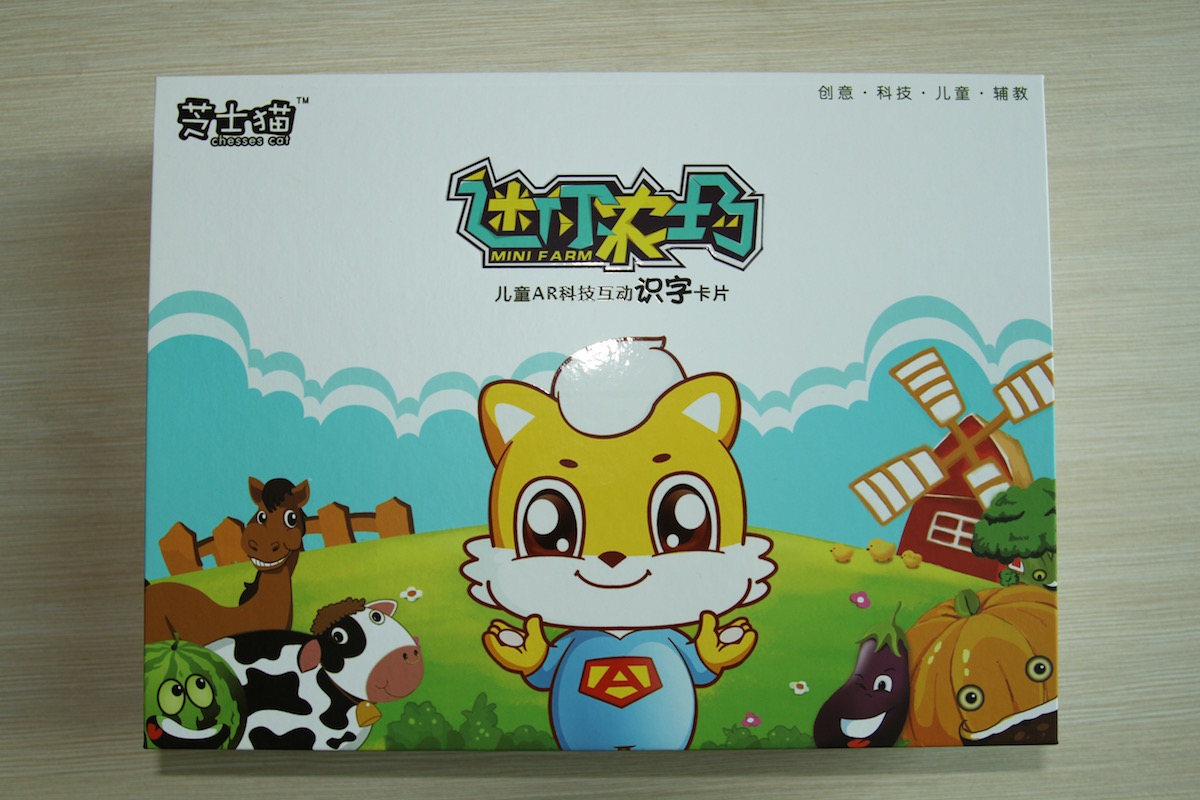 芝士猫™
chesses cat
创意·科技·儿童·辅教
迷你农场
MINI FARM
儿童AR科技互动识字卡片
A